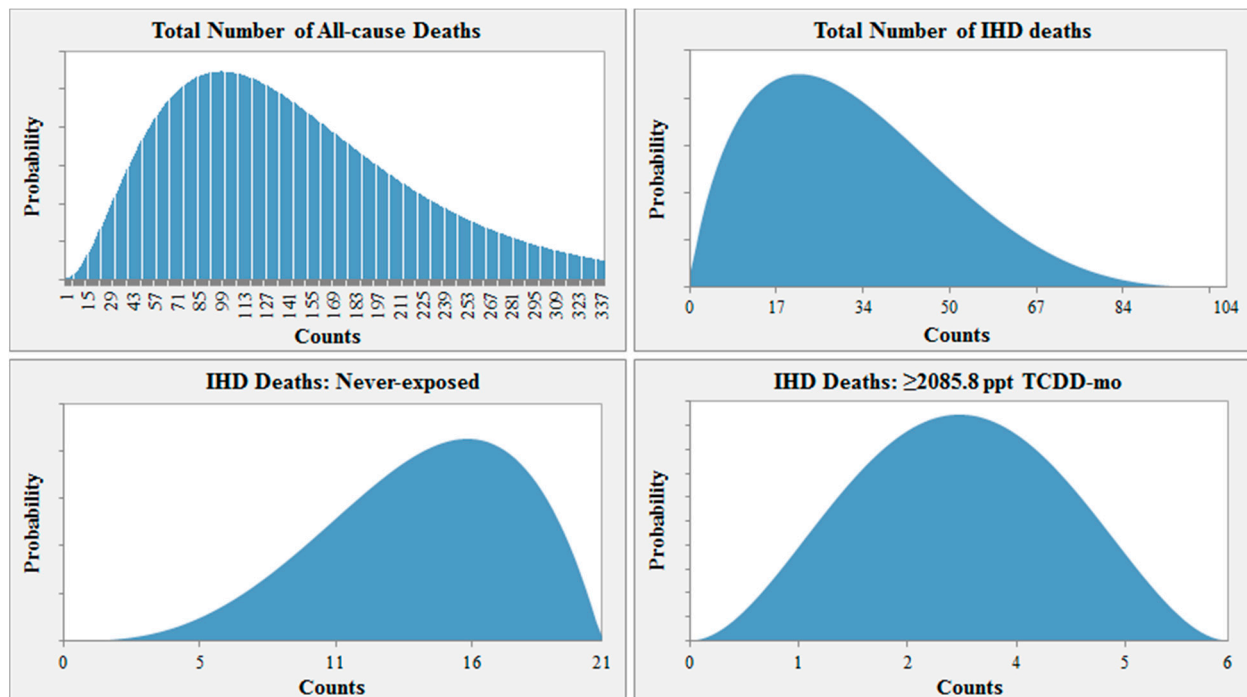 Total Number of All-cause Deaths
Probability
1 15 29 43 57 71 85 99 113 127 141 155 169 183 197 211 225 239 253 267 281 295 309 323 337
Counts
Total Number of IHD deaths
Probability
0 17 34 50 67 84 104
Counts
IHD Deaths: Never-exposed
Probability
0 5 11 16 21
Counts
IHD Deaths: ≥2085.8 ppt TCDD-mo
Probability
0 1 2 4 5 6
Counts